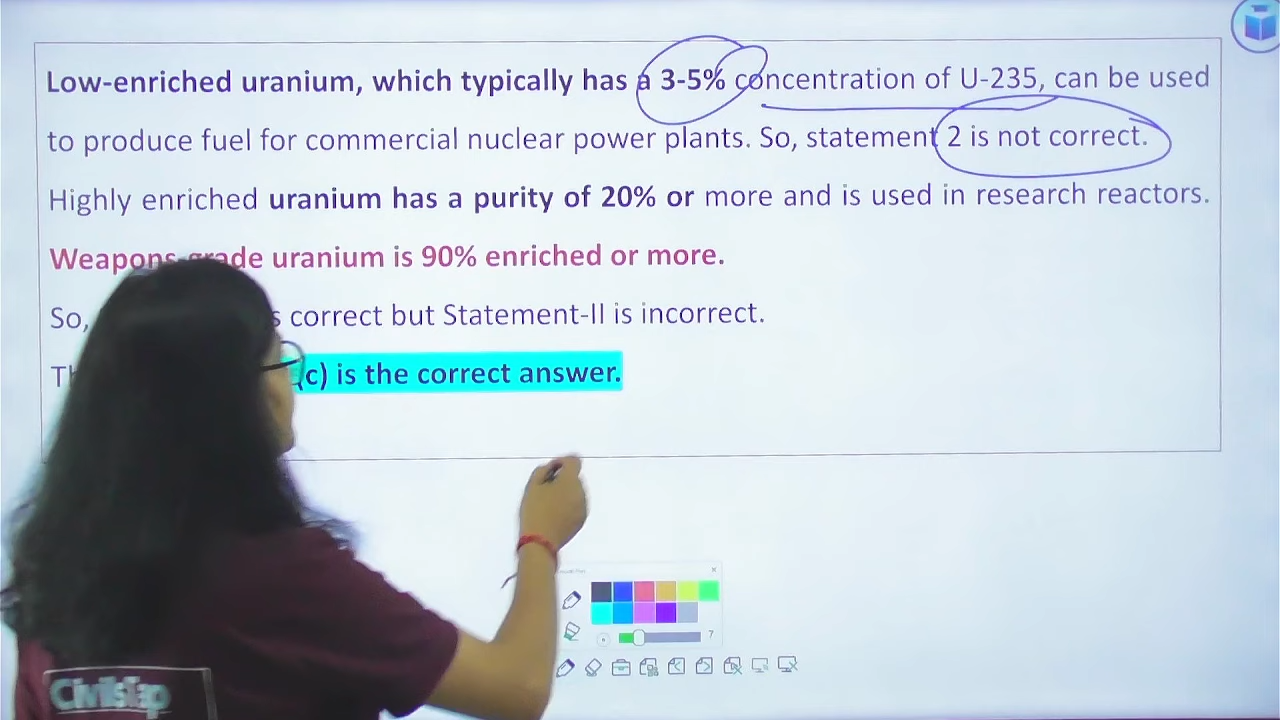 Low-enriched uranium, which typically has a 3-5% concentration of U-235, can be used
to produce fuel for commercial nuclear power plants. So, statement 2 is not correct.
Highly enriched uranium has a purity of 20% or more and is used in research reactors.
Weapons-grade uranium is 90% enriched or more.
So, correct but Statement-II is incorrect.
(c) is the correct answer.
7
CivilsTap